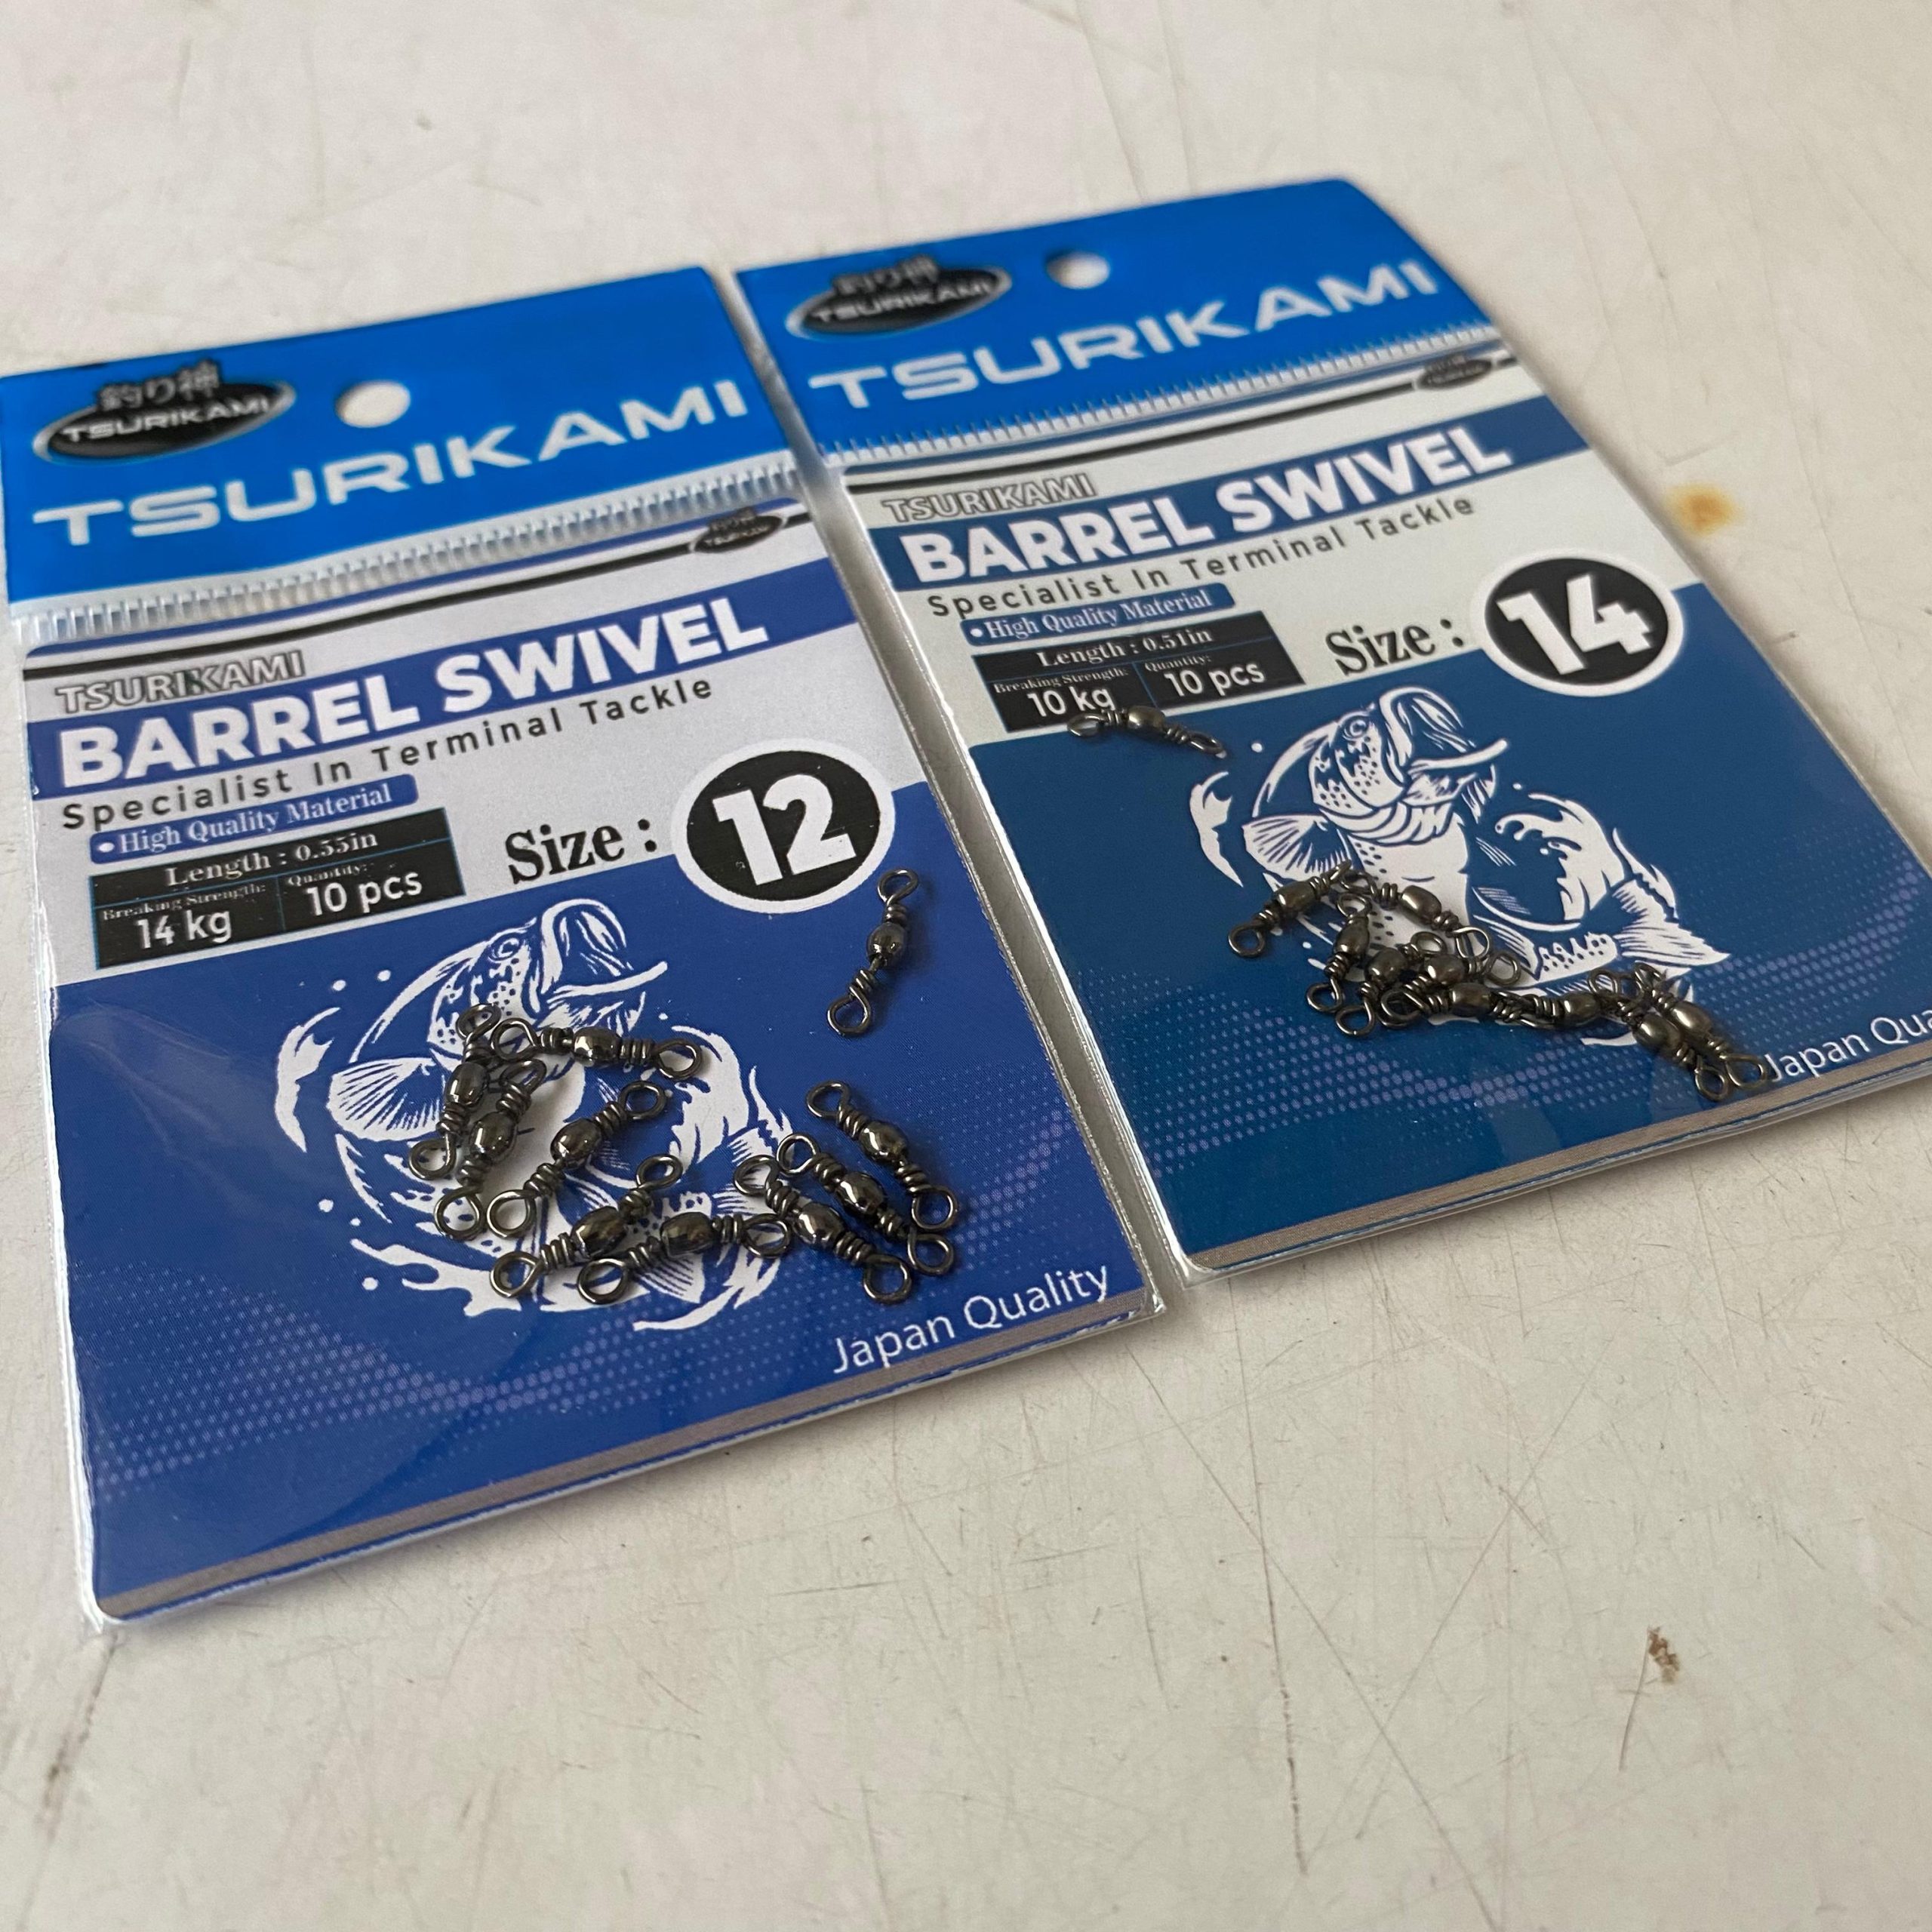 釣り神
TSURIKAMI
TSURIKAMI
TSURIKAMI
BARREL SWIVEL
Specialist In Terminal Tackle
• High Quality Material
Length : 0.55in
Breaking Strength:
14 kg
Quantity:
10 pcs
Size :
12
Japan Quality
釣り神
TSURIKAMI
TSURIKAMI
TSURIKAMI
BARREL SWIVEL
Specialist In Terminal Tackle
• High Quality Material
Length : 0.51in
Breaking Strength:
10 kg
Quantity:
10 pcs
Size :
14
Japan Qua